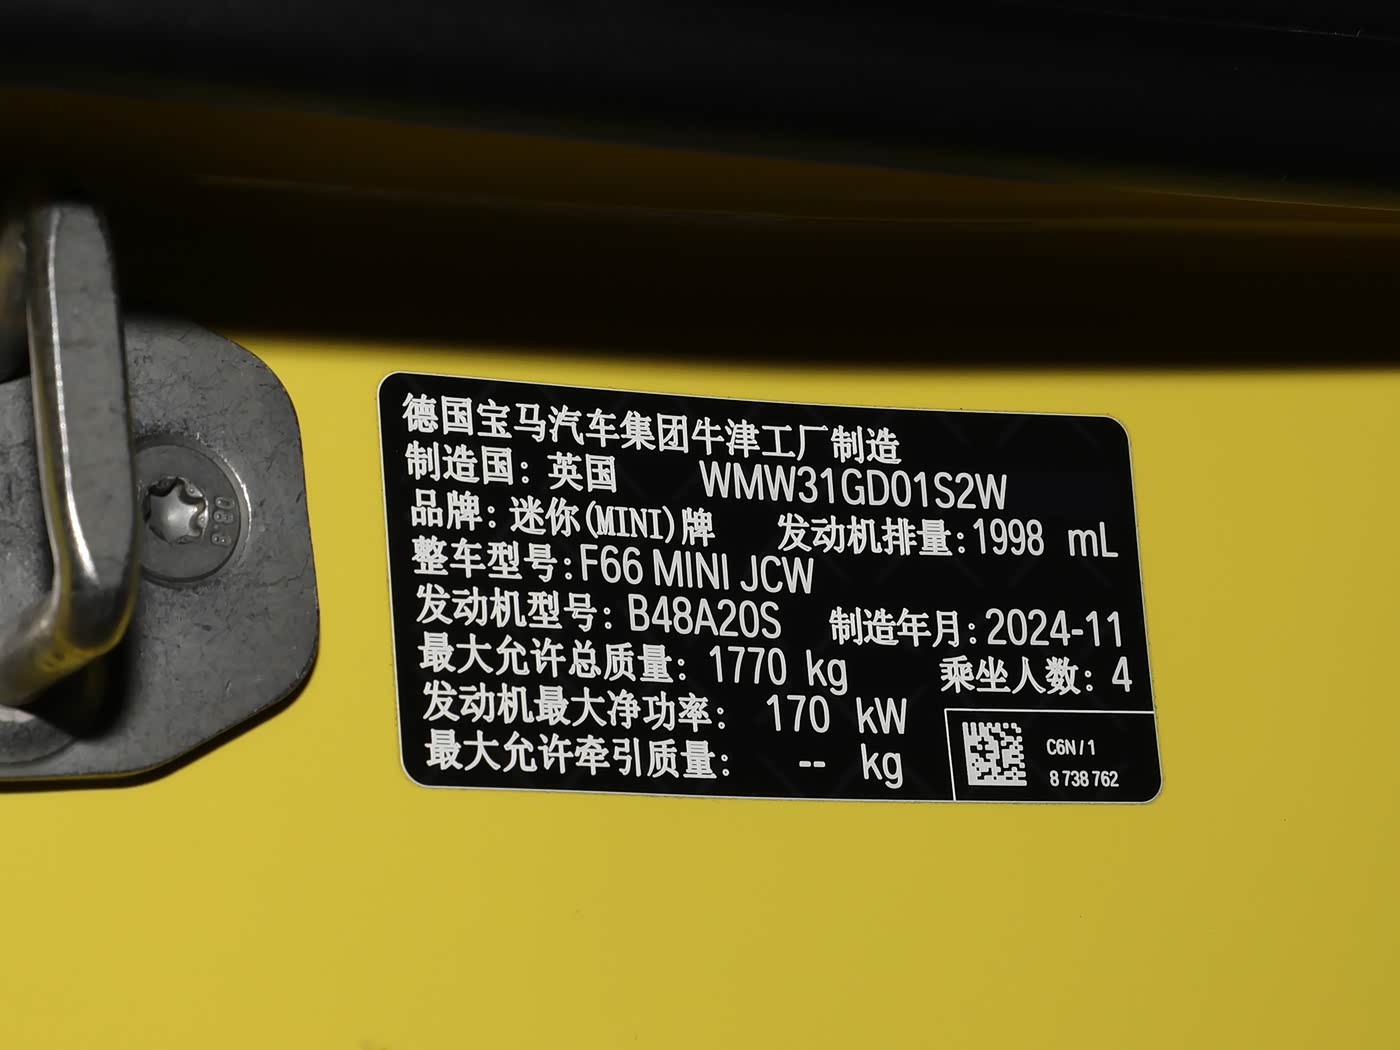 德国宝马汽车集团牛津工厂制造
制造国：英国 WMW31GD01S2W
品牌：迷你(MINI)牌 发动机排量：1998 mL
整车型号：F66 MINI JCW
发动机型号：B48A20S 制造年月：2024-11
最大允许总质量：1770 kg 乘坐人数：4
发动机最大净功率：170 kW
最大允许牵引质量：-- kg
C6N / 1
8 738 762